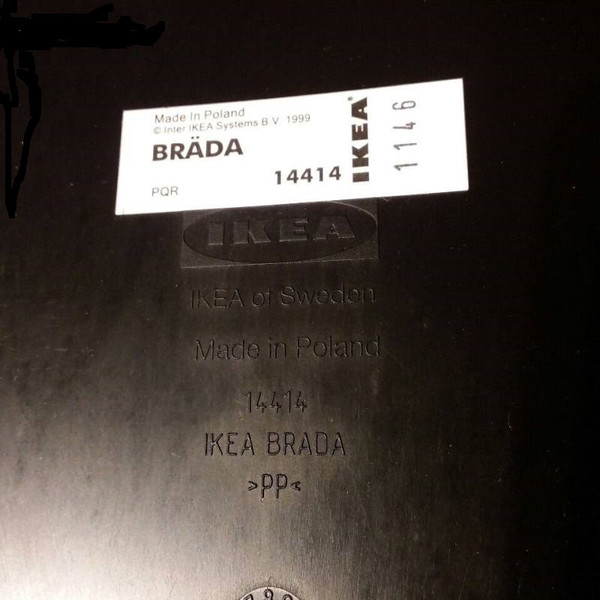 Made In Poland
© Inter IKEA Systems B.V. 1999
BRÄDA
14414
PQR
IKEA®
1146
IKEA
IKEA of Sweden
Made in Poland
14414
IKEA BRADA
>PP<